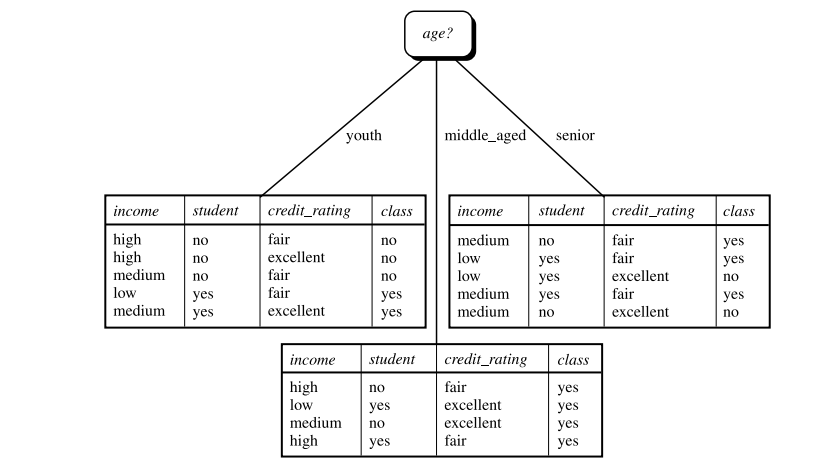 age?
youth
middle_aged
senior
income student credit_rating class
high no fair no
high no excellent no
medium no fair no
low yes fair yes
medium yes excellent yes
income student credit_rating class
medium no fair yes
low yes fair yes
low yes excellent no
medium yes fair yes
medium no excellent no
income student credit_rating class
high no fair yes
low yes excellent yes
medium no excellent yes
high yes fair yes